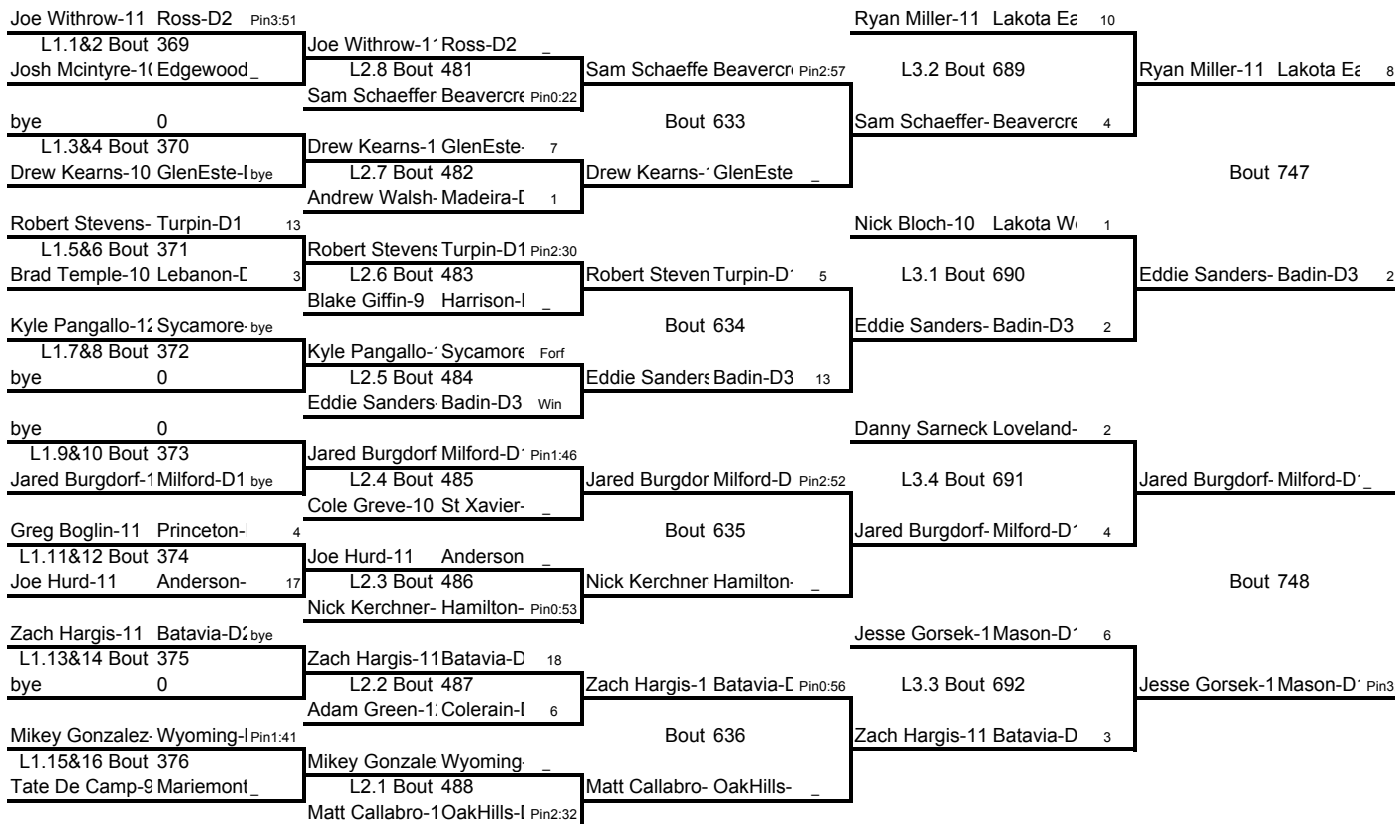 Joe Withrow-11 Ross-D2 Pin3:51 Ryan Miller-11 Lakota Ea 10
L1.1&2 Bout 369 Joe Withrow-1 Ross-D2 _
Josh Mcintyre-1 Edgewood _ L2.8 Bout 481 Sam Schaeffe Beavercr Pin2:57 L3.2 Bout 689 Ryan Miller-11 Lakota Ea 8
Sam Schaeffer Beavercre Pin0:22
bye 0 Bout 633 Sam Schaeffer- Beavercre 4
L1.3&4 Bout 370 Drew Kearns-1 GlenEste- 7
Drew Kearns-10 GlenEste- bye L2.7 Bout 482 Drew Kearns- GlenEste _ Bout 747
Andrew Walsh- Madeira- 1
Robert Stevens- Turpin-D1 13 Nick Bloch-10 Lakota W 1
L1.5&6 Bout 371 Robert Stevens Turpin-D1 Pin2:30
Brad Temple-10 Lebanon- 3 L2.6 Bout 483 Robert Steven Turpin-D 5 L3.1 Bout 690 Eddie Sanders- Badin-D3 2
Blake Giffin-9 Harrison- _
Kyle Pangallo-12 Sycamore- bye Bout 634 Eddie Sanders- Badin-D3 2
L1.7&8 Bout 372 Kyle Pangallo- Sycamore Forf
bye 0 L2.5 Bout 484 Eddie Sanders Badin-D3 13
Eddie Sanders Badin-D3 Win
bye 0 Danny Sarneck Loveland- 2
L1.9&10 Bout 373 Jared Burgdorf Milford-D Pin1:46
Jared Burgdorf-1 Milford-D1 bye L2.4 Bout 485 Jared Burgdor Milford-D Pin2:52 L3.4 Bout 691 Jared Burgdorf- Milford-D _
Cole Greve-10 St Xavier- _
Greg Boglin-11 Princeton- 4 Bout 635 Jared Burgdorf- Milford-D 4
L1.11&12 Bout 374 Joe Hurd-11 Anderson _
Joe Hurd-11 Anderson- 17 L2.3 Bout 486 Nick Kerchner Hamilton- _ Bout 748
Nick Kerchner- Hamilton- Pin0:53
Zach Hargis-11 Batavia-D2 bye Jesse Gorsek-1 Mason-D 6
L1.13&14 Bout 375 Zach Hargis-11 Batavia-D 18
bye 0 L2.2 Bout 487 Zach Hargis-1 Batavia- Pin0:56 L3.3 Bout 692 Jesse Gorsek-1 Mason-D Pin3
Adam Green-1 Colerain- 6
Mikey Gonzalez- Wyoming- Pin1:41 Bout 636 Zach Hargis-11 Batavia-D 3
L1.15&16 Bout 376 Mikey Gonzale Wyoming- _
Tate De Camp-9 Mariemont _ L2.1 Bout 488 Matt Callabro- OakHills- _
Matt Callabro-1 OakHills- Pin2:32